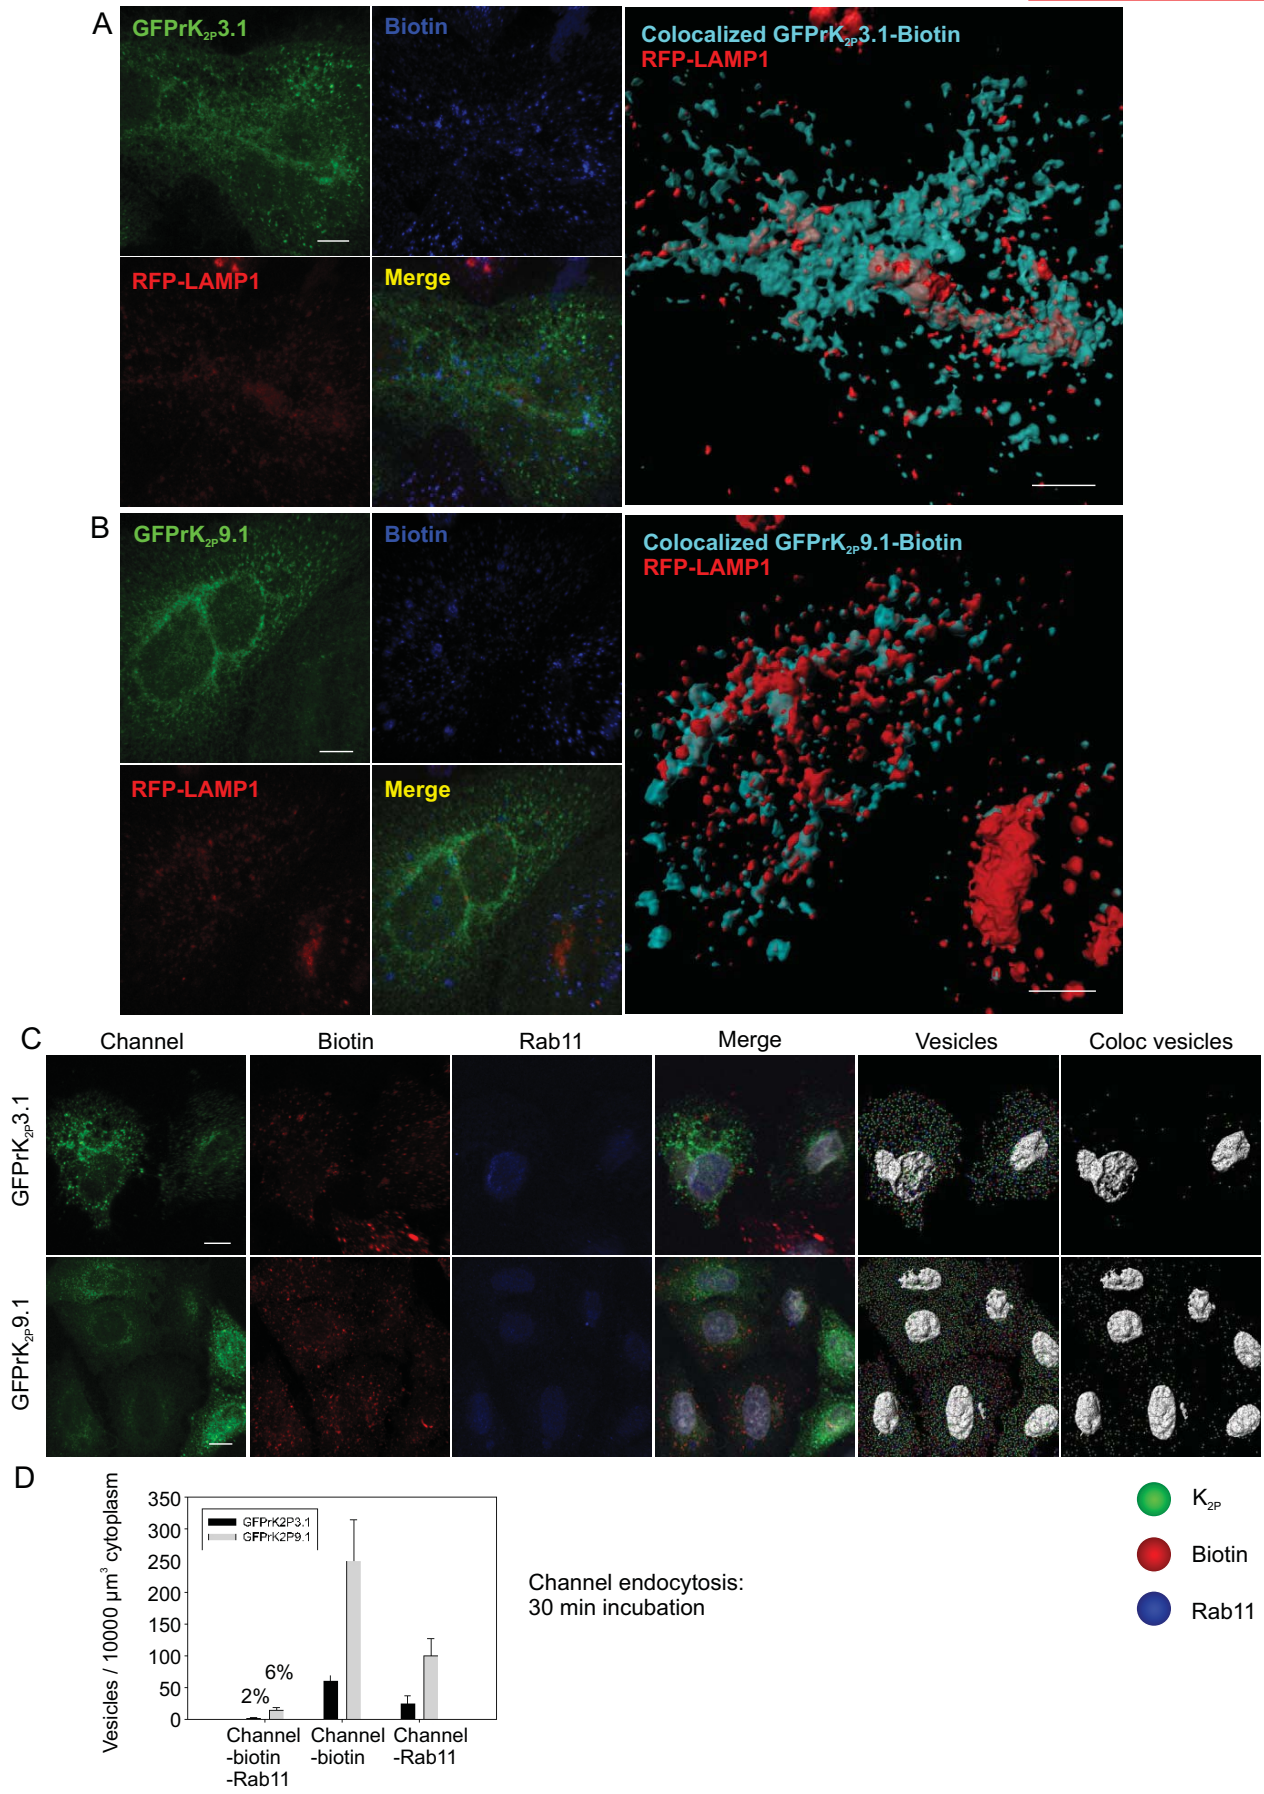 A
GFPrK2P3.1
Biotin
RFP-LAMP1
Merge
Colocalized GFPrK2P3.1-Biotin
RFP-LAMP1
B
GFPrK2P9.1
Biotin
RFP-LAMP1
Merge
Colocalized GFPrK2P9.1-Biotin
RFP-LAMP1
C
Channel
Biotin
Rab11
Merge
Vesicles
Coloc vesicles
GFPrK2P3.1
GFPrK2P9.1
D
Vesicles / 10000 µm³ cytoplasm
350
300
250
200
150
100
50
0
GFPrK2P3.1
GFPrK2P9.1
2%
6%
Channel
-biotin
-Rab11
Channel
-biotin
Channel
-Rab11
Channel endocytosis:
30 min incubation
K2P
Biotin
Rab11